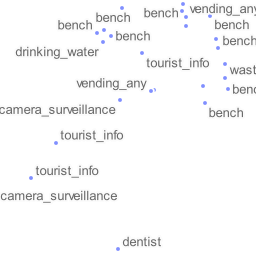 vending_any
bench
bench
bench
bench
bench
bench
drinking_water
tourist_info
wast
vending_any
benc
camera_surveillance
bench
tourist_info
tourist_info
camera_surveillance
dentist